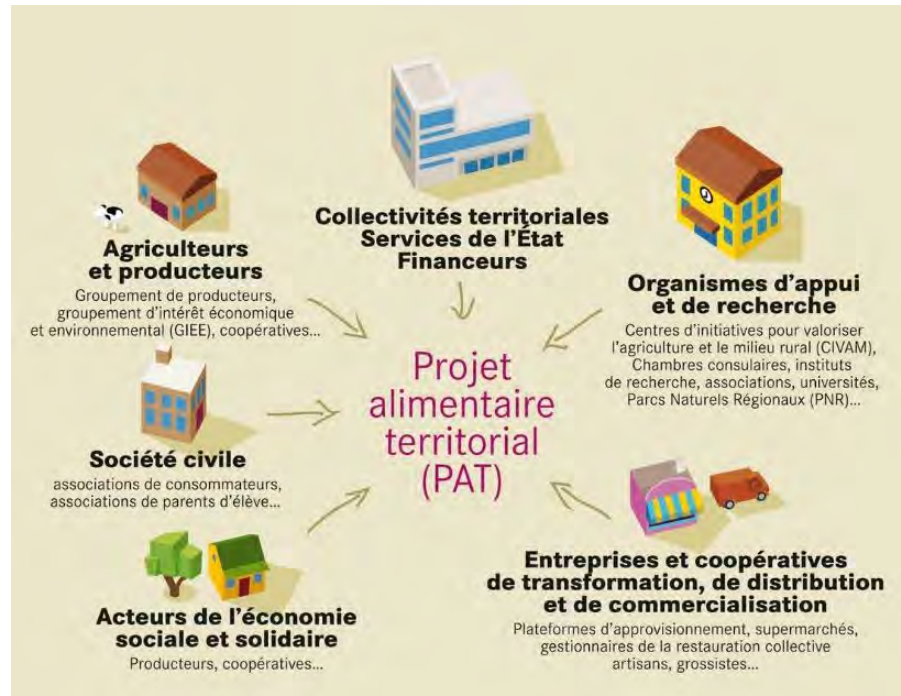 Collectivités territoriales
Services de l'État
Financeurs
Agriculteurs
et producteurs
Groupement de producteurs,
groupement d'intérêt économique
et environnemental (GIEE), coopératives...
Organismes d'appui
et de recherche
Centres d'initiatives pour valoriser
l'agriculture et le milieu rural (CIVAM),
Chambres consulaires, instituts
de recherche, associations, universités,
Parcs Naturels Régionaux (PNR)...
Projet
alimentaire
territorial
(PAT)
Société civile
associations de consommateurs,
associations de parents d'élève...
Entreprises et coopératives
de transformation, de distribution
et de commercialisation
Plateformes d'approvisionnement, supermarchés,
gestionnaires de la restauration collective
artisans, grossistes...
Acteurs de l'économie
sociale et solidaire
Producteurs, coopératives...